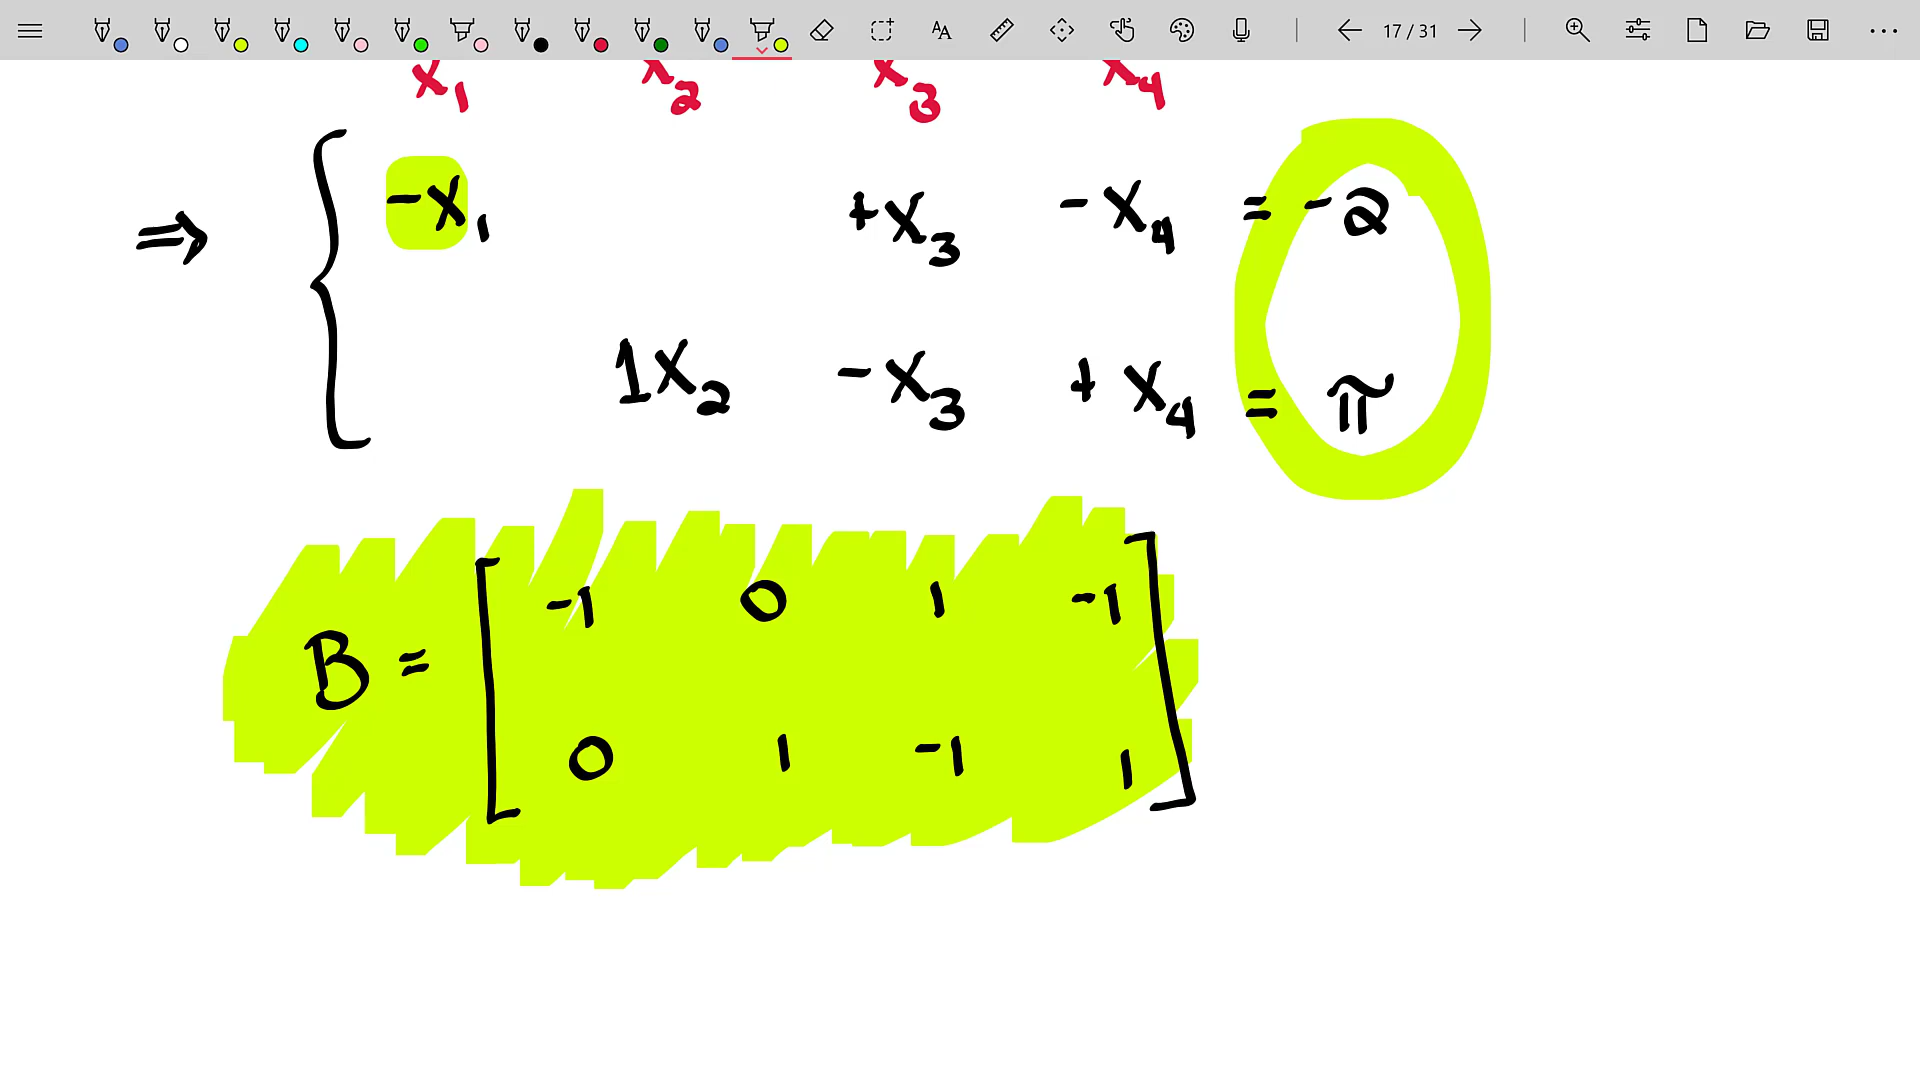 17 / 31
x₁ x₂ x₃ x₄
⇒ { -x₁ +x₃ -x₄ = -2
1x₂ -x₃ + x₄ = π
B = [ -1 0 1 -1
0 1 -1 1 ]